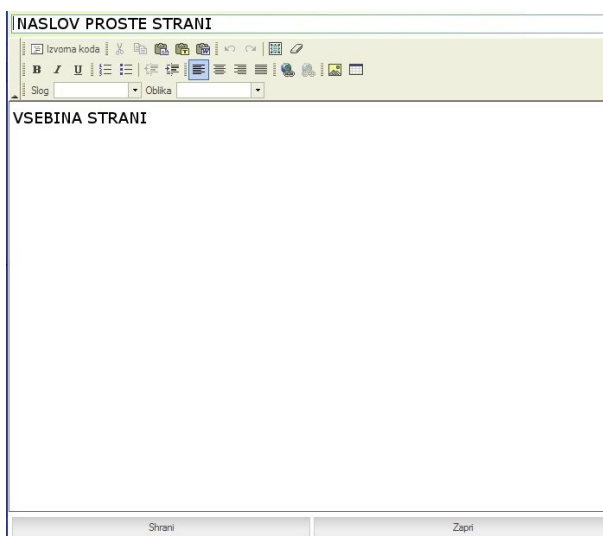 NASLOV PROSTE STRANI
Izvorna koda
B I U
Slog Oblika
VSEBINA STRANI
Shrani Zapri